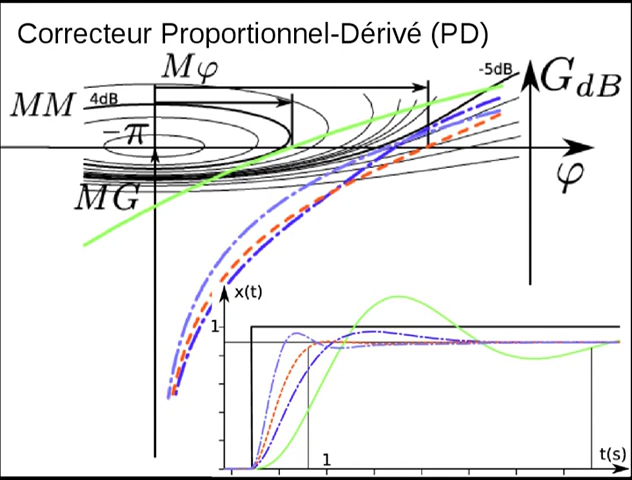 Correcteur Proportionnel-Dérivé (PD)
Mφ
-5dB
GdB
MM
4dB
-π
φ
MG
x(t)
1
1
t(s)